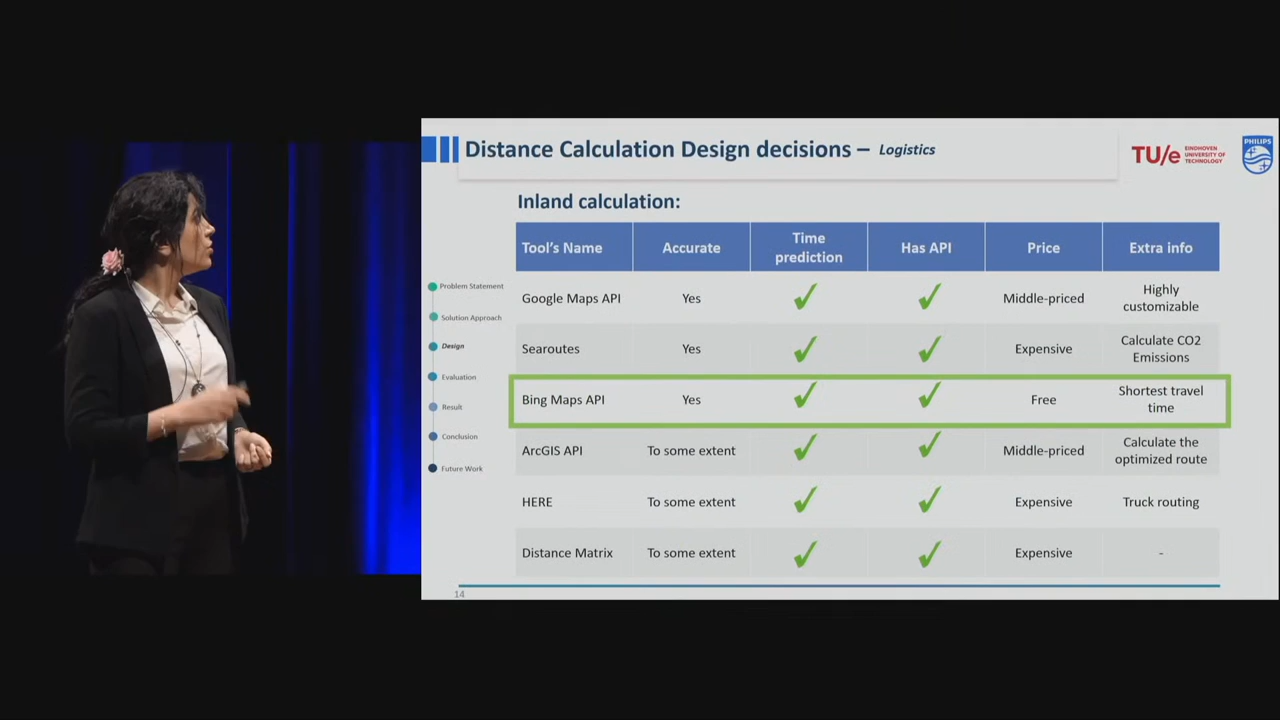 Distance Calculation Design decisions – Logistics
TU/e EINDHOVEN
UNIVERSITY OF
TECHNOLOGY
PHILIPS
Inland calculation:
Tool's Name Accurate Time prediction Has API Price Extra info
Google Maps API Yes ✓ ✓ Middle-priced Highly customizable
Searoutes Yes ✓ ✓ Expensive Calculate CO2 Emissions
Bing Maps API Yes ✓ ✓ Free Shortest travel time
ArcGIS API To some extent ✓ ✓ Middle-priced Calculate the optimized route
HERE To some extent ✓ ✓ Expensive Truck routing
Distance Matrix To some extent ✓ ✓ Expensive -
Problem Statement
Solution Approach
Design
Evaluation
Result
Conclusion
Future Work
14